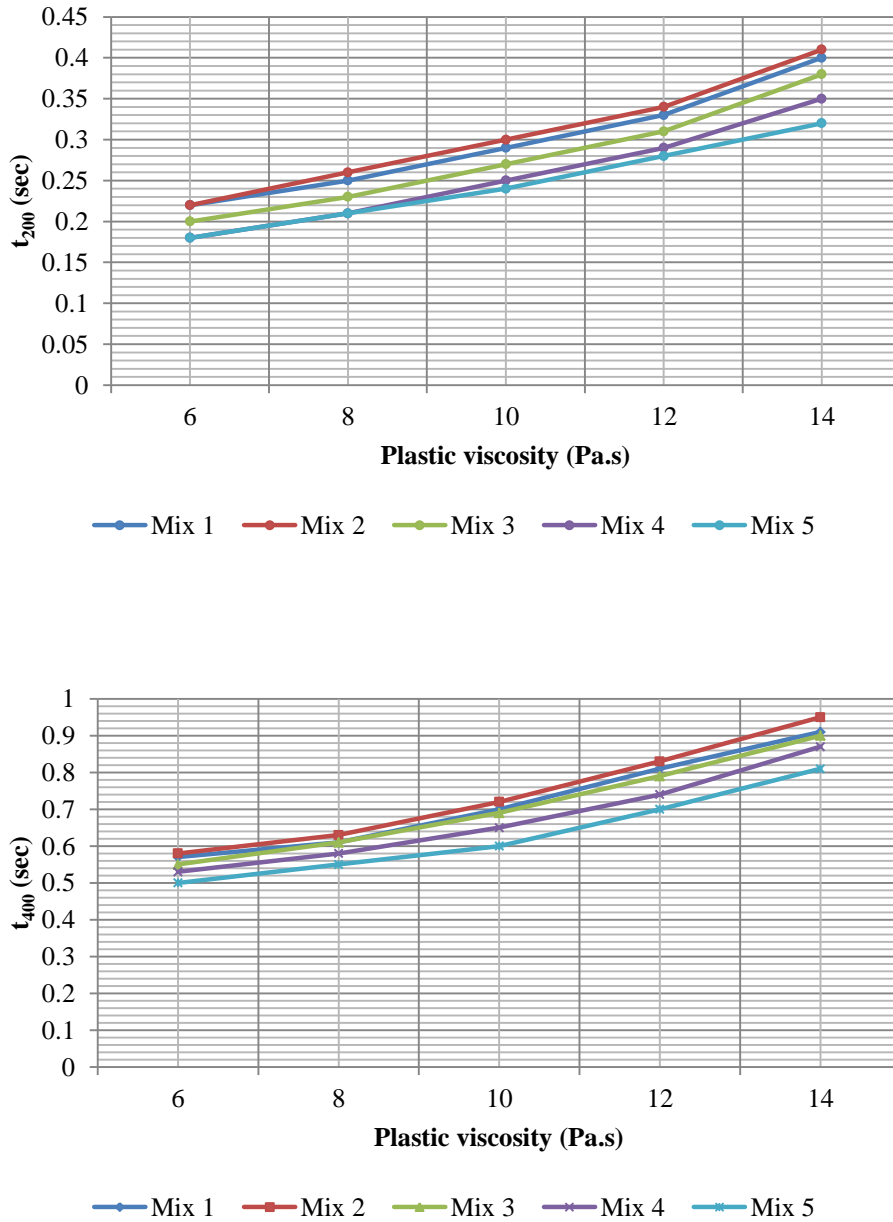 0.45
0.4
0.35
0.3
0.25
0.2
0.15
0.1
0.05
0
t200 (sec)
6 8 10 12 14
Plastic viscosity (Pa.s)
Mix 1 Mix 2 Mix 3 Mix 4 Mix 5
1
0.9
0.8
0.7
0.6
0.5
0.4
0.3
0.2
0.1
0
t400 (sec)
6 8 10 12 14
Plastic viscosity (Pa.s)
Mix 1 Mix 2 Mix 3 Mix 4 Mix 5